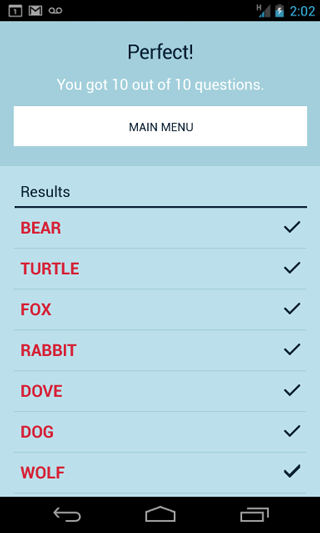 1
H
2:02
Perfect!
You got 10 out of 10 questions.
MAIN MENU
Results
BEAR
TURTLE
FOX
RABBIT
DOVE
DOG
WOLF